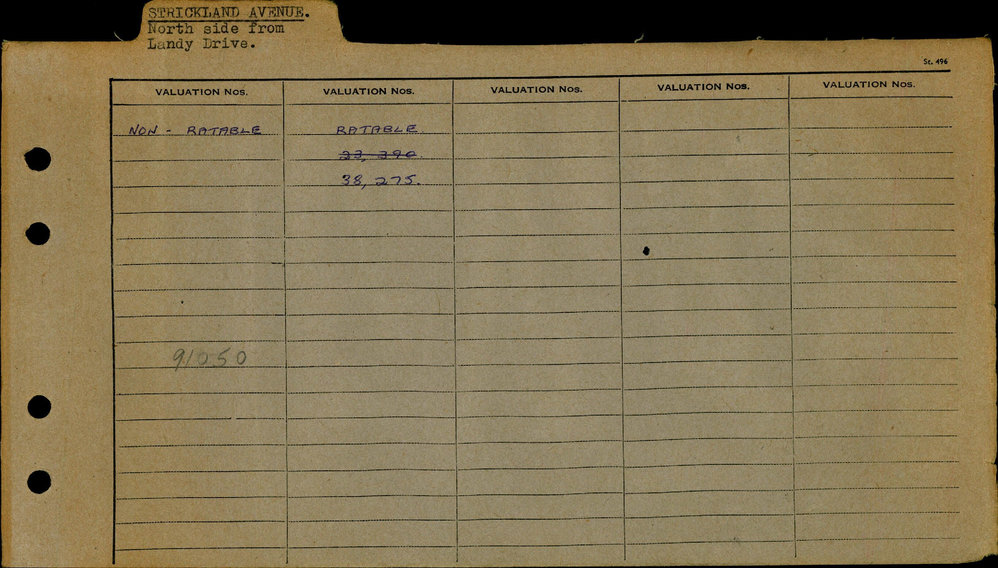 STRICKLAND AVENUE.
North side from
Landy Drive.
St. 496
VALUATION Nos. VALUATION Nos. VALUATION Nos. VALUATION Nos. VALUATION Nos.
NON - RATABLE RATABLE
23, 390
38, 275.
91050